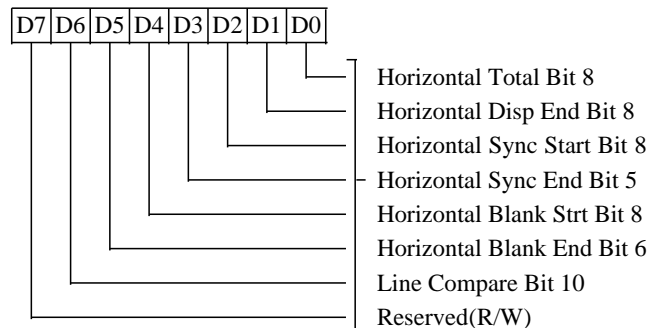 D7 D6 D5 D4 D3 D2 D1 D0
Horizontal Total Bit 8
Horizontal Disp End Bit 8
Horizontal Sync Start Bit 8
Horizontal Sync End Bit 5
Horizontal Blank Strt Bit 8
Horizontal Blank End Bit 6
Line Compare Bit 10
Reserved(R/W)